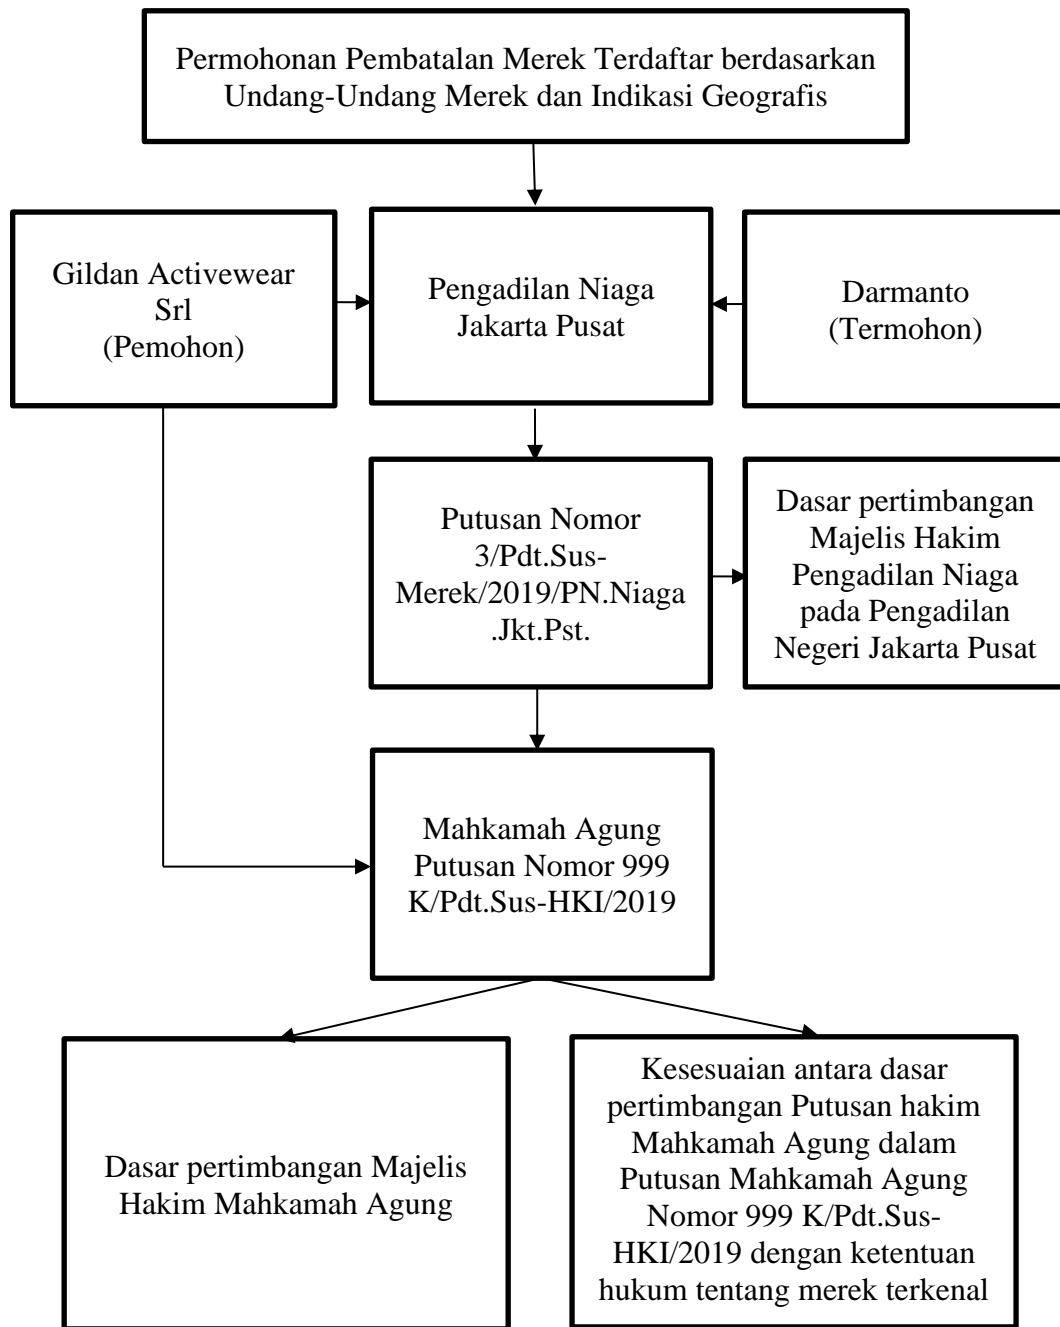 Permohonan Pembatalan Merek Terdaftar berdasarkan
Undang-Undang Merek dan Indikasi Geografis
Gildan Activewear
Srl
(Pemohon)
Pengadilan Niaga
Jakarta Pusat
Darmanto
(Termohon)
Putusan Nomor
3/Pdt.Sus-
Merek/2019/PN.Niaga
.Jkt.Pst.
Dasar pertimbangan
Majelis Hakim
Pengadilan Niaga
pada Pengadilan
Negeri Jakarta Pusat
Mahkamah Agung
Putusan Nomor 999
K/Pdt.Sus-HKI/2019
Dasar pertimbangan Majelis
Hakim Mahkamah Agung
Kesesuaian antara dasar
pertimbangan Putusan hakim
Mahkamah Agung dalam
Putusan Mahkamah Agung
Nomor 999 K/Pdt.Sus-
HKI/2019 dengan ketentuan
hukum tentang merek terkenal